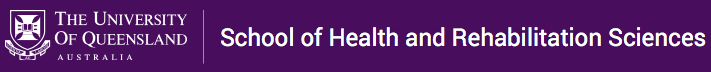 THE UNIVERSITY
OF QUEENSLAND
AUSTRALIA
School of Health and Rehabilitation Sciences